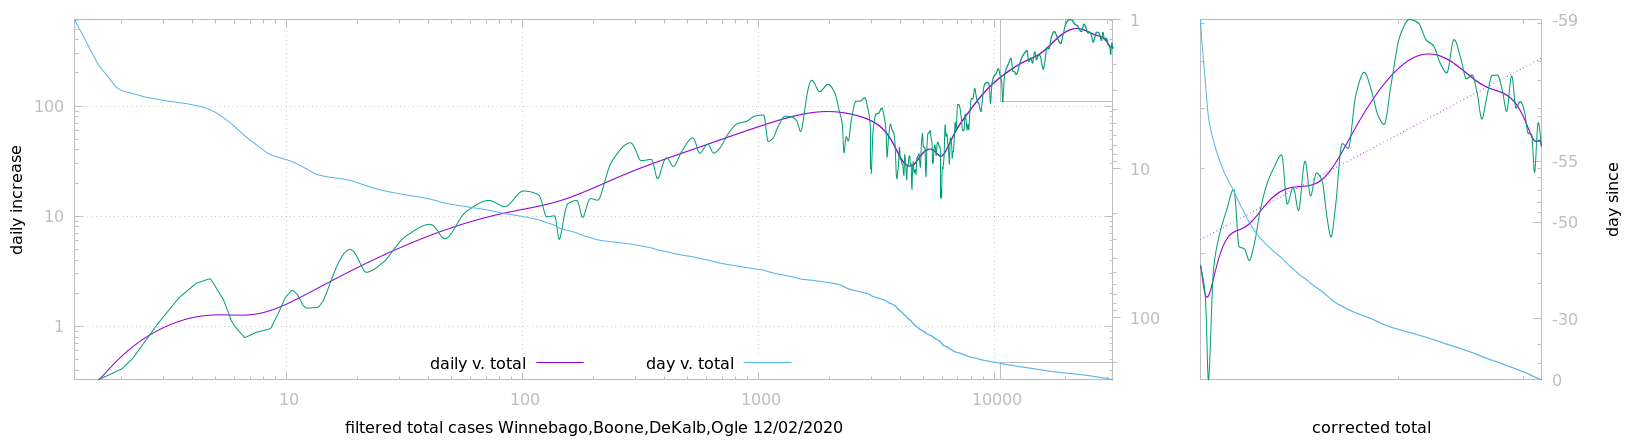 1
-59
100
daily increase
10
-55
10
-50
day since
1
100
-30
daily v. total
day v. total
0
10
100
1000
10000
filtered total cases Winnebago,Boone,DeKalb,Ogle 12/02/2020
corrected total